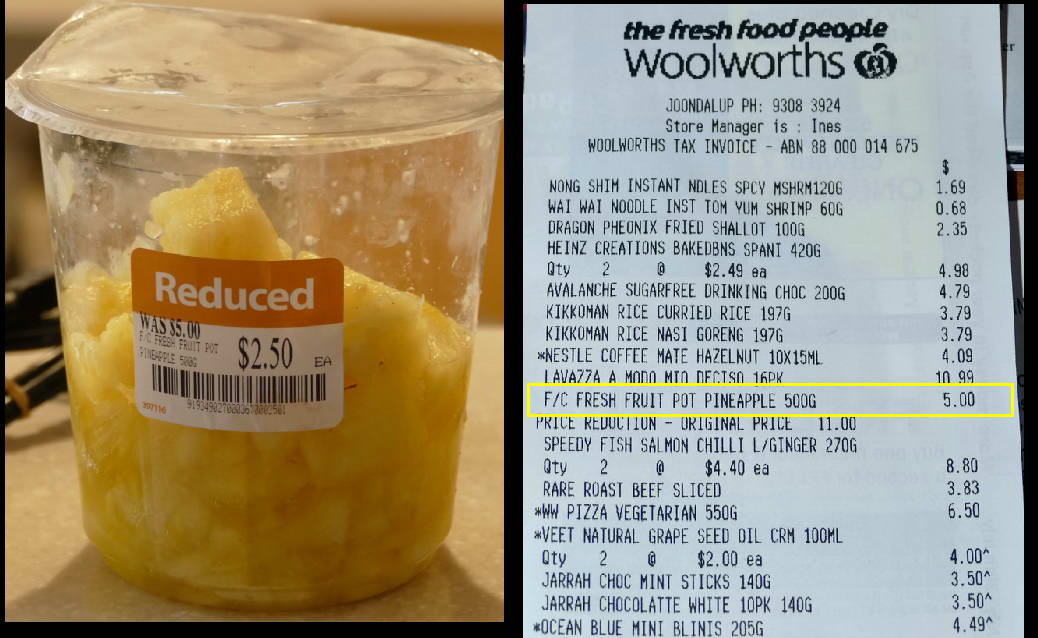 Reduced
WAS $5.00
F/C FRESH FRUIT POT
PINEAPPLE 500G
$2.50 EA
397116
the fresh food people
Woolworths
JOONDALUP PH: 9308 3924
Store Manager is : Ines
WOOLWORTHS TAX INVOICE - ABN 88 000 014 675
$
NONG SHIM INSTANT NDLES SPCY MSHRM120G 1.69
WAI WAI NOODLE INST TOM YUM SHRIMP 60G 0.68
DRAGON PHEONIX FRIED SHALLOT 100G 2.35
HEINZ CREATIONS BAKEDBNS SPANI 420G
Qty 2 @ $2.49 ea 4.98
AVALANCHE SUGARFREE DRINKING CHOC 200G 4.79
KIKKOMAN RICE CURRIED RICE 197G 3.79
KIKKOMAN RICE NASI GORENG 197G 3.79
*NESTLE COFFEE MATE HAZELNUT 10X15ML 4.09
LAVAZZA A MODO MIO DECISO 16PK 10.99
F/C FRESH FRUIT POT PINEAPPLE 500G 5.00
PRICE REDUCTION - ORIGINAL PRICE 11.00
SPEEDY FISH SALMON CHILLI L/GINGER 270G
Qty 2 @ $4.40 ea 8.80
RARE ROAST BEEF SLICED 3.83
*WW PIZZA VEGETARIAN 550G 6.50
*VEET NATURAL GRAPE SEED OIL CRM 100ML
Qty 2 @ $2.00 ea 4.00^
JARRAH CHOC MINT STICKS 140G 3.50^
JARRAH CHOCOLATTE WHITE 10PK 140G 3.50^
*OCEAN BLUE MINI BLINIS 205G 4.49^